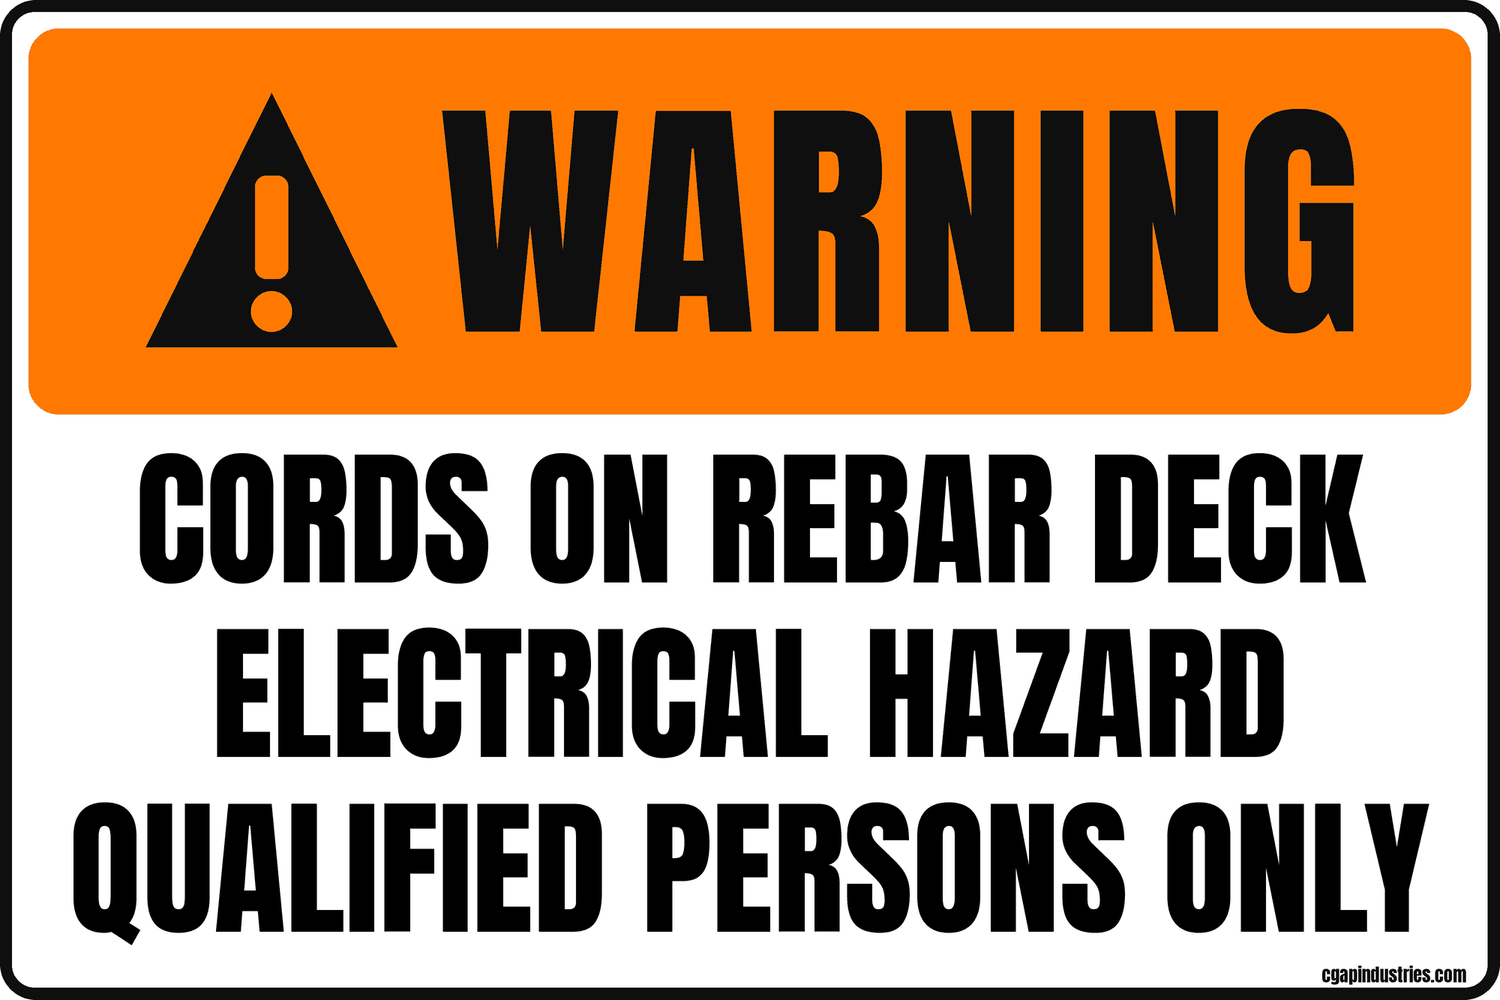 WARNING
CORDS ON REBAR DECK
ELECTRICAL HAZARD
QUALIFIED PERSONS ONLY
cgapindustries.com